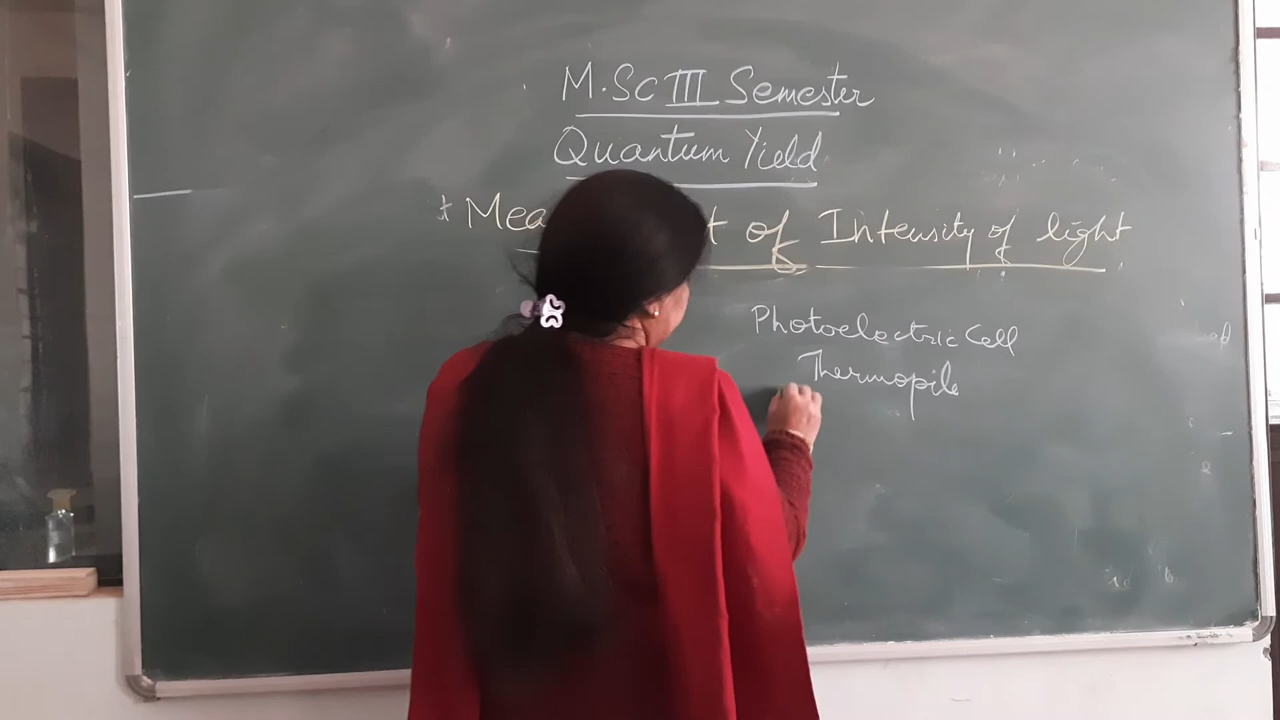 M.Sc III Semester
Quantum Yield
* Mea t of Intensity of light
Photoelectric Cell
Thermopile